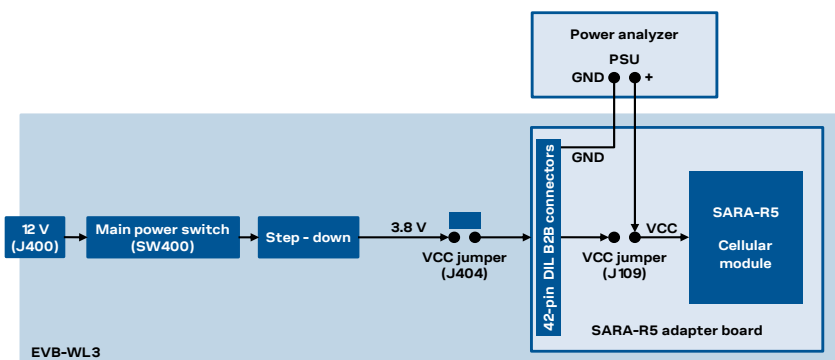 Power analyzer
PSU
GND +
GND
42-pin DIL B2B connectors
12 V
(J400)
Main power switch
(SW400)
Step - down
3.8 V
VCC jumper
(J404)
VCC jumper
(J109)
VCC
SARA-R5
Cellular
module
SARA-R5 adapter board
EVB-WL3